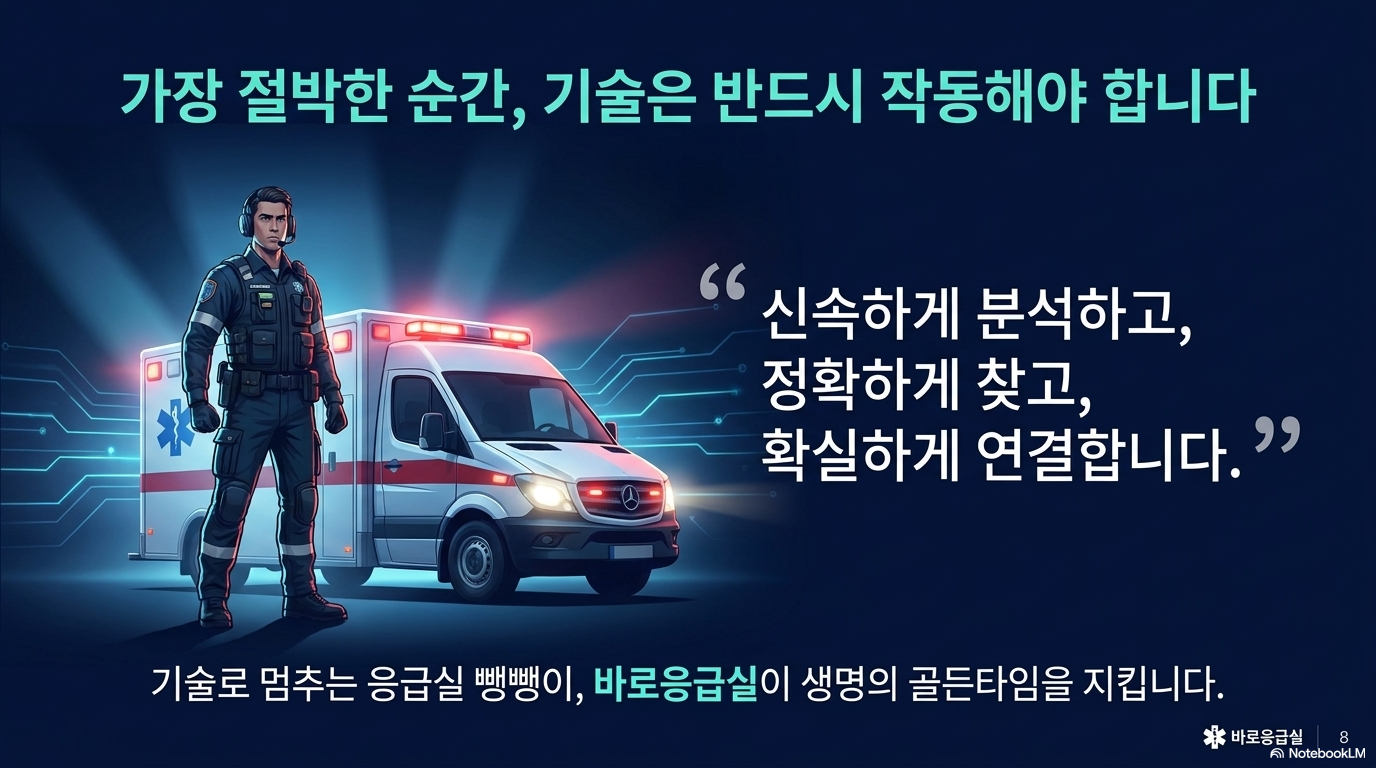 가장 절박한 순간, 기술은 반드시 작동해야 합니다
“신속하게 분석하고,
정확하게 찾고,
확실하게 연결합니다.”
기술로 멈추는 응급실 뺑뺑이, 바로응급실이 생명의 골든타임을 지킵니다.
바로응급실 | 8
NotebookLM